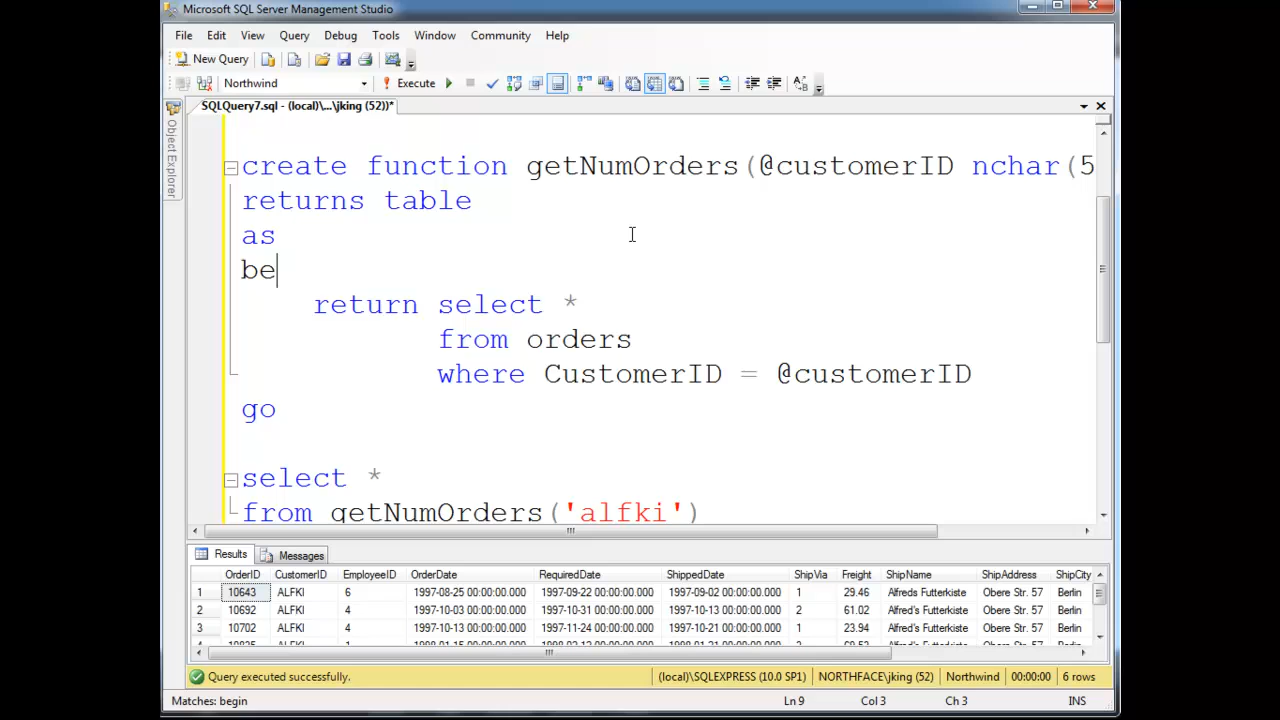 Microsoft SQL Server Management Studio
File Edit View Query Debug Tools Window Community Help
New Query
Northwind Execute
SQLQuery7.sql - (local)\...\jking (52))*
Object Explorer
create function getNumOrders(@customerID nchar(5
returns table
as
be
return select *
from orders
where CustomerID = @customerID
go
select *
from getNumOrders('alfki')
Results Messages
OrderID CustomerID EmployeeID OrderDate RequiredDate ShippedDate ShipVia Freight ShipName ShipAddress ShipCity
1 10643 ALFKI 6 1997-08-25 00:00:00.000 1997-09-22 00:00:00.000 1997-09-02 00:00:00.000 1 29.46 Alfreds Futterkiste Obere Str. 57 Berlin
2 10692 ALFKI 4 1997-10-03 00:00:00.000 1997-10-31 00:00:00.000 1997-10-13 00:00:00.000 2 61.02 Alfred's Futterkiste Obere Str. 57 Berlin
3 10702 ALFKI 4 1997-10-13 00:00:00.000 1997-11-24 00:00:00.000 1997-10-21 00:00:00.000 1 23.94 Alfred's Futterkiste Obere Str. 57 Berlin
Query executed successfully. (local)\SQLEXPRESS (10.0 SP1) NORTHFACE\jking (52) Northwind 00:00:00 6 rows
Matches: begin Ln 9 Col 3 Ch 3 INS